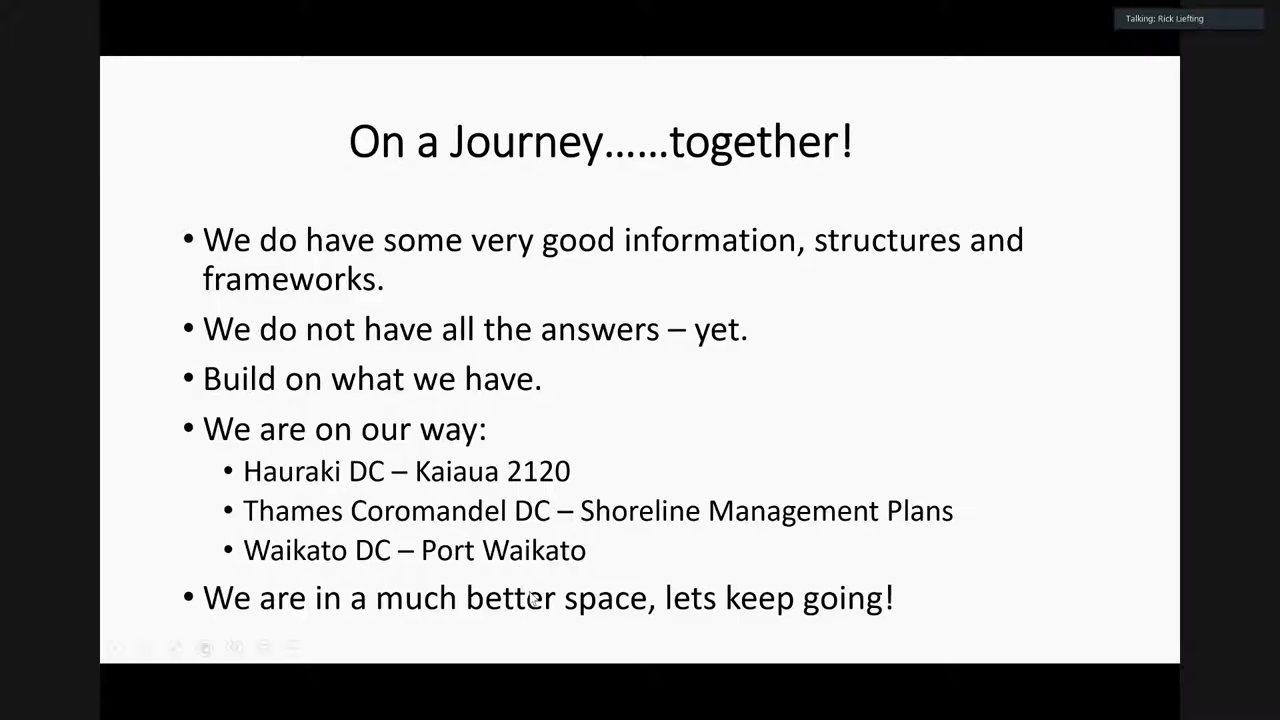 Talking: Rick Liefting
On a Journey……together!
• We do have some very good information, structures and
frameworks.
• We do not have all the answers – yet.
• Build on what we have.
• We are on our way:
• Hauraki DC – Kaiaua 2120
• Thames Coromandel DC – Shoreline Management Plans
• Waikato DC – Port Waikato
• We are in a much better space, lets keep going!